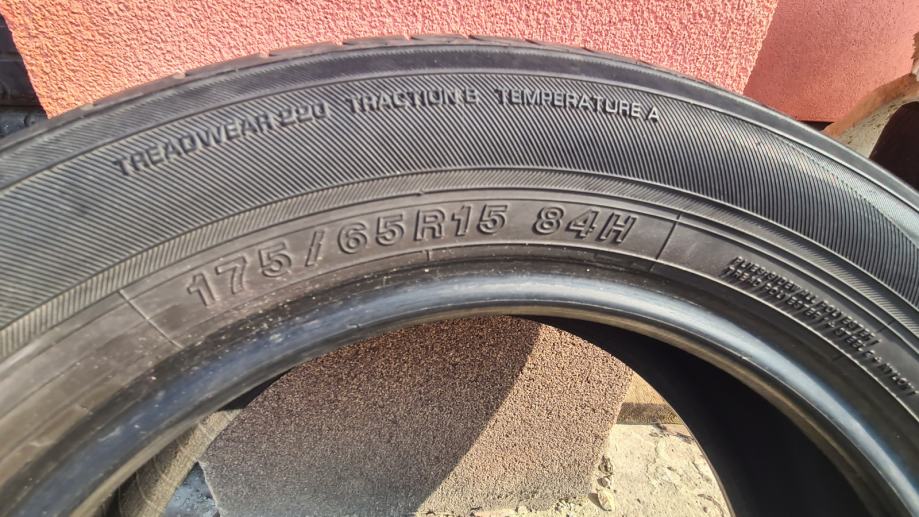 TREADWEAR 220 TRACTION B TEMPERATURE A
175/65R15 84H